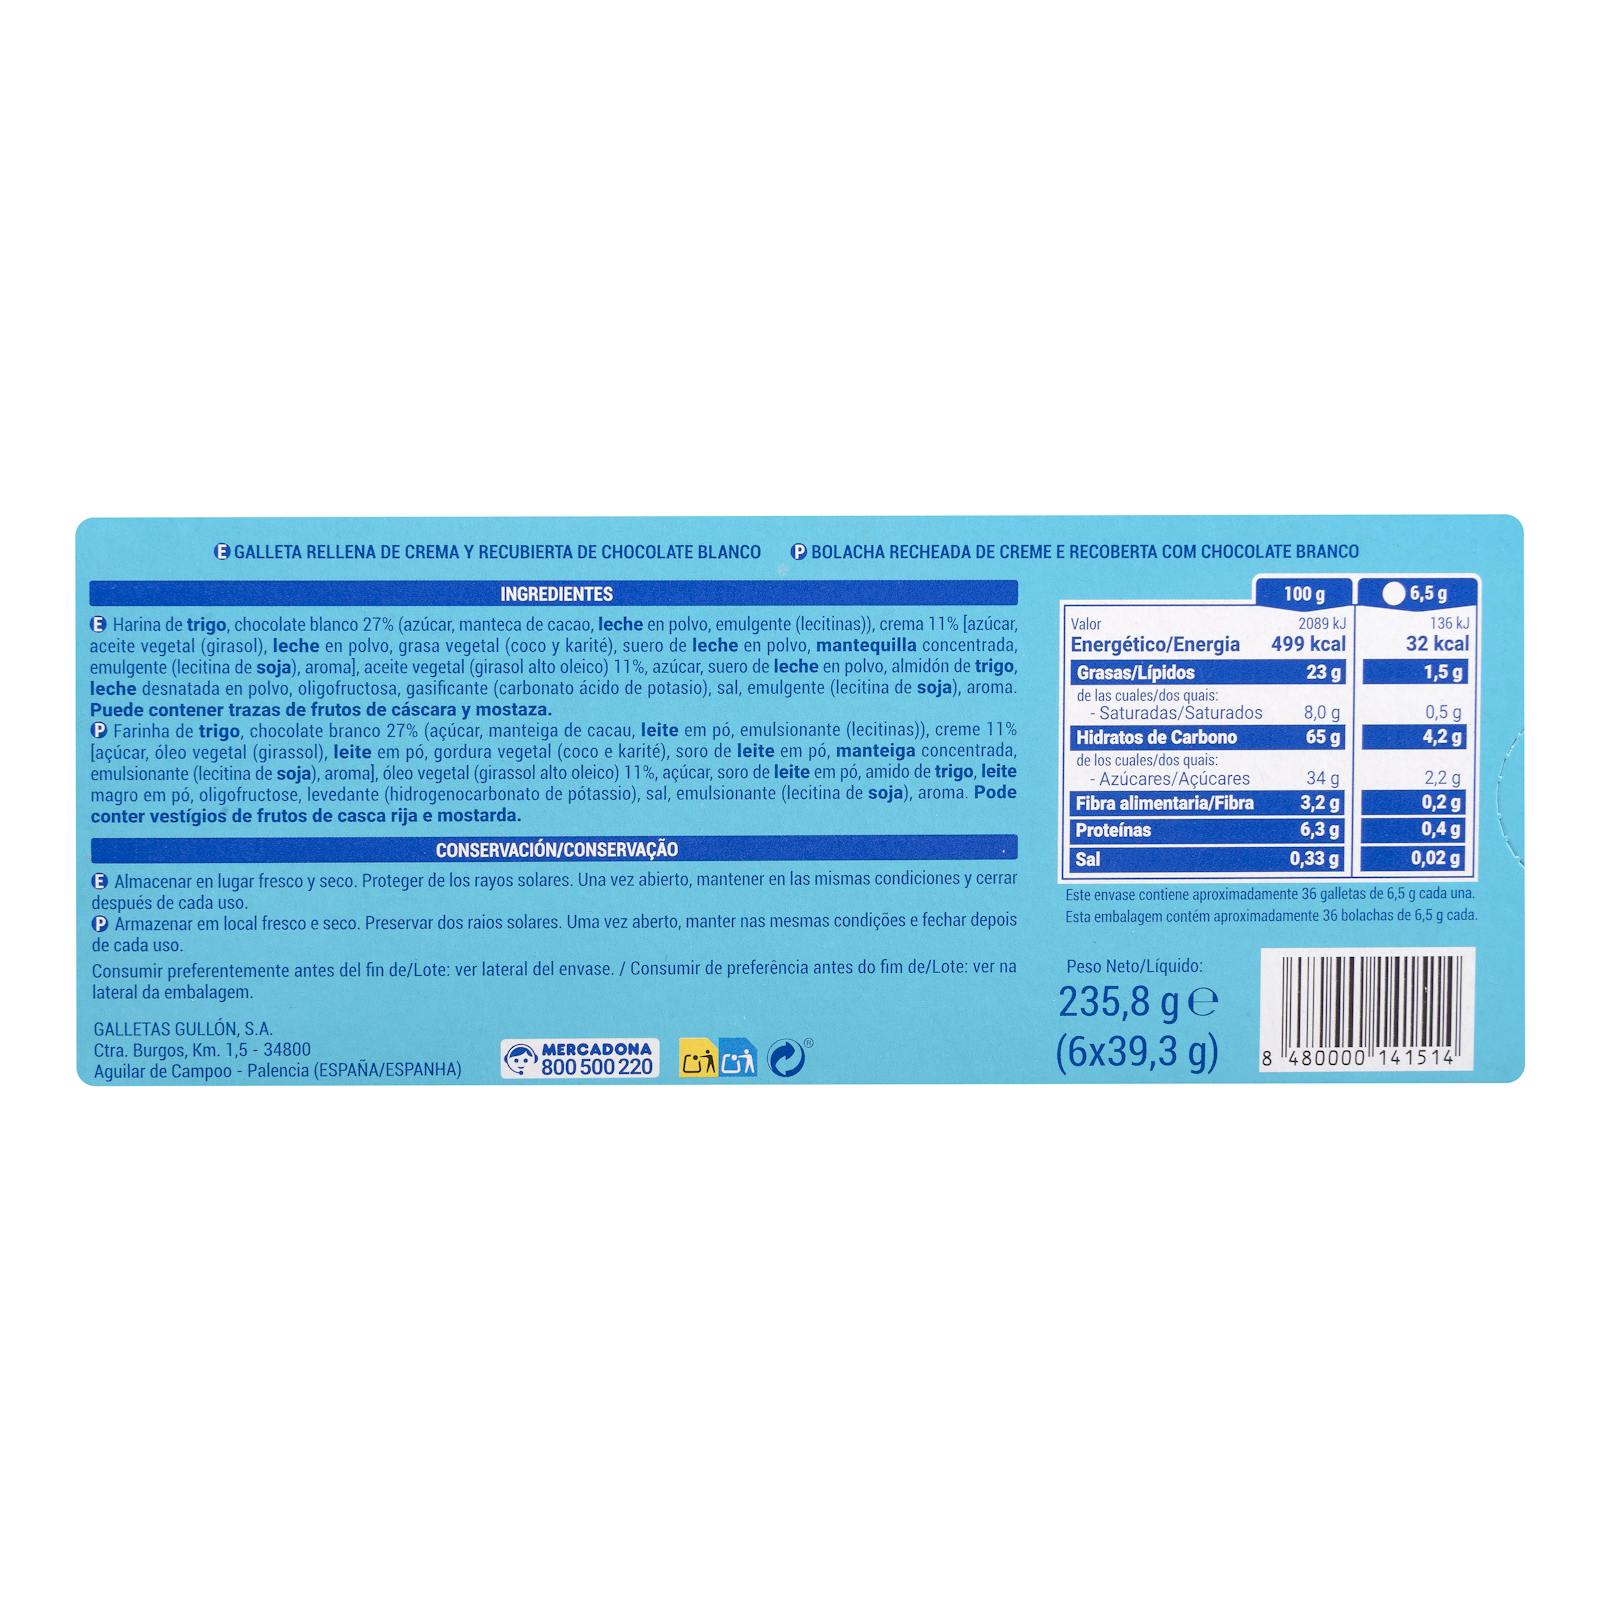 E GALLETA RELLENA DE CREMA Y RECUBIERTA DE CHOCOLATE BLANCO P BOLACHA RECHEADA DE CREME E RECOBERTA COM CHOCOLATE BRANCO
INGREDIENTES
E Harina de trigo, chocolate blanco 27% (azúcar, manteca de cacao, leche en polvo, emulgente (lecitinas)), crema 11% [azúcar,
aceite vegetal (girasol), leche en polvo, grasa vegetal (coco y karité), suero de leche en polvo, mantequilla concentrada,
emulgente (lecitina de soja), aroma], aceite vegetal (girasol alto oleico) 11%, azúcar, suero de leche en polvo, almidón de trigo,
leche desnatada en polvo, oligofructosa, gasificante (carbonato ácido de potasio), sal, emulgente (lecitina de soja), aroma.
Puede contener trazas de frutos de cáscara y mostaza.
P Farinha de trigo, chocolate branco 27% (açúcar, manteiga de cacau, leite em pó, emulsionante (lecitinas)), creme 11%
[açúcar, óleo vegetal (girassol), leite em pó, gordura vegetal (coco e karité), soro de leite em pó, manteiga concentrada,
emulsionante (lecitina de soja), aroma], óleo vegetal (girassol alto oleico) 11%, açúcar, soro de leite em pó, amido de trigo, leite
magro em pó, oligofructose, levedante (hidrogenocarbonato de pótassio), sal, emulsionante (lecitina de soja), aroma. Pode
conter vestígios de frutos de casca rija e mostarda.
CONSERVACIÓN/CONSERVAÇÃO
E Almacenar en lugar fresco y seco. Proteger de los rayos solares. Una vez abierto, mantener en las mismas condiciones y cerrar
después de cada uso.
P Armazenar em local fresco e seco. Preservar dos raios solares. Uma vez aberto, manter nas mesmas condições e fechar depois
de cada uso.
Consumir preferentemente antes del fin de/Lote: ver lateral del envase. / Consumir de preferência antes do fim de/Lote: ver na
lateral da embalagem.
GALLETAS GULLÓN, S.A.
Ctra. Burgos, Km. 1,5 - 34800
Aguilar de Campoo - Palencia (ESPAÑA/ESPANHA)
MERCADONA
800 500 220
®
100 g 6,5 g
Valor 2089 kJ 136 kJ
Energético/Energia 499 kcal 32 kcal
Grasas/Lípidos 23 g 1,5 g
de las cuales/dos quais:
- Saturadas/Saturados 8,0 g 0,5 g
Hidratos de Carbono 65 g 4,2 g
de los cuales/dos quais:
- Azúcares/Açúcares 34 g 2,2 g
Fibra alimentaria/Fibra 3,2 g 0,2 g
Proteínas 6,3 g 0,4 g
Sal 0,33 g 0,02 g
Este envase contiene aproximadamente 36 galletas de 6,5 g cada una.
Esta embalagem contém aproximadamente 36 bolachas de 6,5 g cada.
Peso Neto/Líquido:
235,8 g ℮
(6x39,3 g)
8 480000 141514